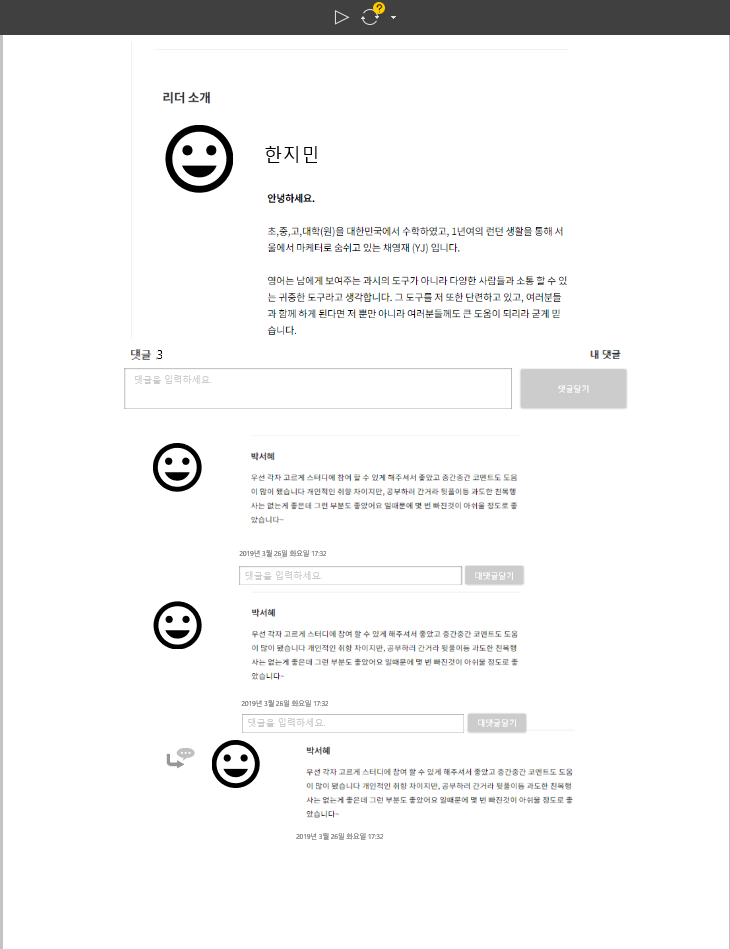 ?
리더 소개
한지민
안녕하세요.
초,중,고,대학(원)을 대한민국에서 수학하였고, 1년여의 런던 생활을 통해 서
울에서 마케터로 숨쉬고 있는 채영재 (YJ) 입니다.
영어는 남에게 보여주는 과시의 도구가 아니라 다양한 사람들과 소통 할 수 있
는 귀중한 도구라고 생각합니다. 그 도구를 저 또한 단련하고 있고, 여러분들
과 함께 하게 된다면 저 뿐만 아니라 여러분들께도 큰 도움이 되리라 굳게 믿
습니다.
댓글 3
내 댓글
댓글을 입력하세요.
댓글달기
박서혜
우선 각자 고르게 스터디에 참여 할 수 있게 해주셔서 좋았고 중간중간 코멘트도 도움
이 많이 됐습니다 개인적인 취향 차이지만, 공부하러 간거라 뒷풀이등 과도한 친목행
사는 없는게 좋은데 그런 부분도 좋았어요 일때문에 몇 번 빠진것이 아쉬울 정도로 좋
았습니다~
2019년 3월 26일 화요일 17:32
댓글을 입력하세요.
대댓글달기
박서혜
우선 각자 고르게 스터디에 참여 할 수 있게 해주셔서 좋았고 중간중간 코멘트도 도움
이 많이 됐습니다 개인적인 취향 차이지만, 공부하러 간거라 뒷풀이등 과도한 친목행
사는 없는게 좋은데 그런 부분도 좋았어요 일때문에 몇 번 빠진것이 아쉬울 정도로 좋
았습니다~
2019년 3월 26일 화요일 17:32
댓글을 입력하세요.
대댓글달기
박서혜
우선 각자 고르게 스터디에 참여 할 수 있게 해주셔서 좋았고 중간중간 코멘트도 도움
이 많이 됐습니다 개인적인 취향 차이지만, 공부하러 간거라 뒷풀이등 과도한 친목행
사는 없는게 좋은데 그런 부분도 좋았어요 일때문에 몇 번 빠진것이 아쉬울 정도로 좋
았습니다~
2019년 3월 26일 화요일 17:32